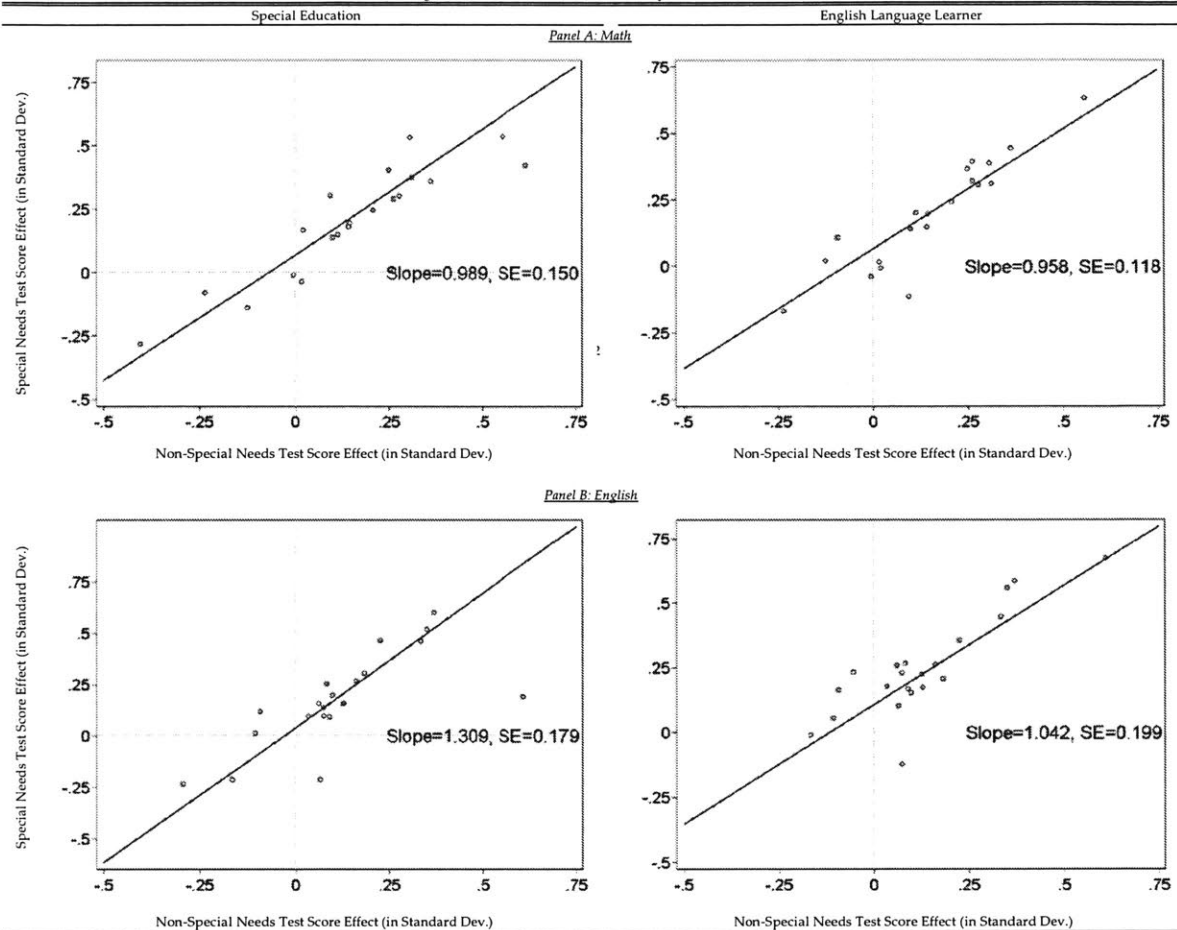 Special Education English Language Learner
Panel A: Math
Special Needs Test Score Effect (in Standard Dev.)
.75
.5
.25
0
-.25
-.5
Slope=0.989, SE=0.150
-.5 -.25 0 .25 .5 .75
Non-Special Needs Test Score Effect (in Standard Dev.)
.75
.5
.25
0
-.25
-.5
Slope=0.958, SE=0.118
-.5 -.25 0 .25 .5 .75
Non-Special Needs Test Score Effect (in Standard Dev.)
Panel B: English
Special Needs Test Score Effect (in Standard Dev.)
.75
.5
.25
0
-.25
-.5
Slope=1.309, SE=0.179
-.5 -.25 0 .25 .5 .75
Non-Special Needs Test Score Effect (in Standard Dev.)
.75
.5
.25
0
-.25
-.5
Slope=1.042, SE=0.199
-.5 -.25 0 .25 .5 .75
Non-Special Needs Test Score Effect (in Standard Dev.)